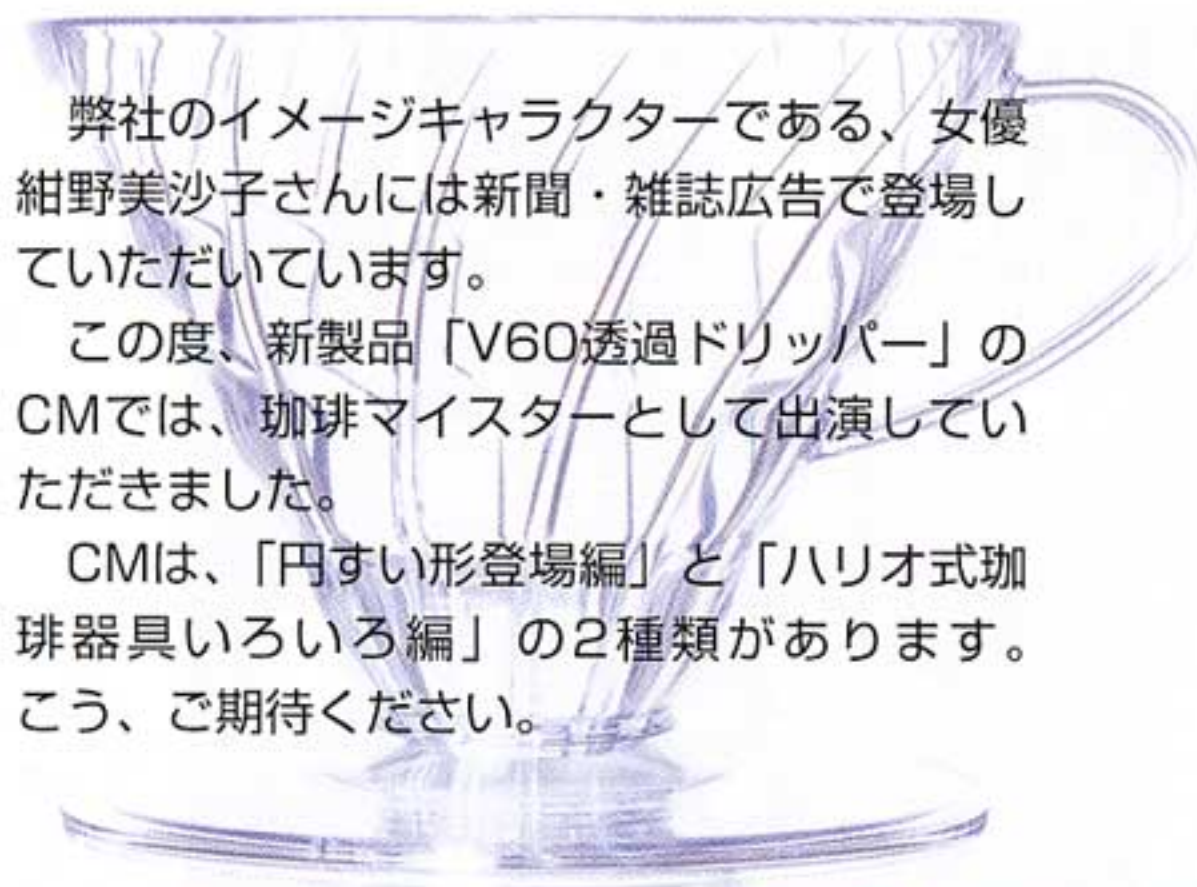 弊社のイメージキャラクターである、女優
紺野美沙子さんには新聞・雑誌広告で登場し
ていただいています。
この度、新製品「V60透過ドリッパー」の
CMでは、珈琲マイスターとして出演してい
ただきました。
CMは、「円すい形登場編」と「ハリオ式珈
琲器具いろいろ編」の2種類があります。
こう、ご期待ください。